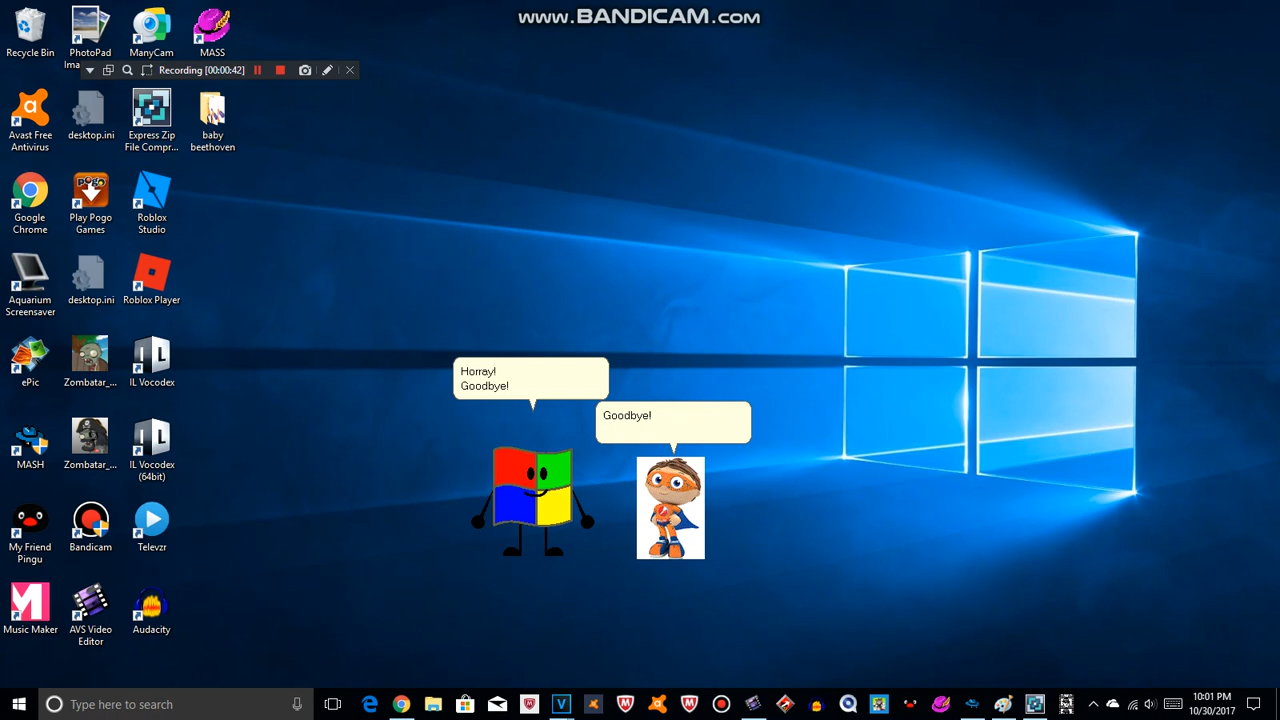 www.BANDICAM.com
Recycle Bin
PhotoPad
Ima...
ManyCam
MASS
Recording [00:00:42]
Avast Free
Antivirus
desktop.ini
Express Zip
File Compr...
baby
beethoven
Google
Chrome
POGO
Play Pogo
Games
Roblox
Studio
Aquarium
Screensaver
desktop.ini
Roblox Player
ePic
Zombatar_...
IL Vocodex
Horray!
Goodbye!
Goodbye!
MASH
Zombatar_...
IL Vocodex
(64bit)
My Friend
Pingu
Bandicam
Televzr
Music Maker
AVS Video
Editor
Audacity
Type here to search
10:01 PM
10/30/2017